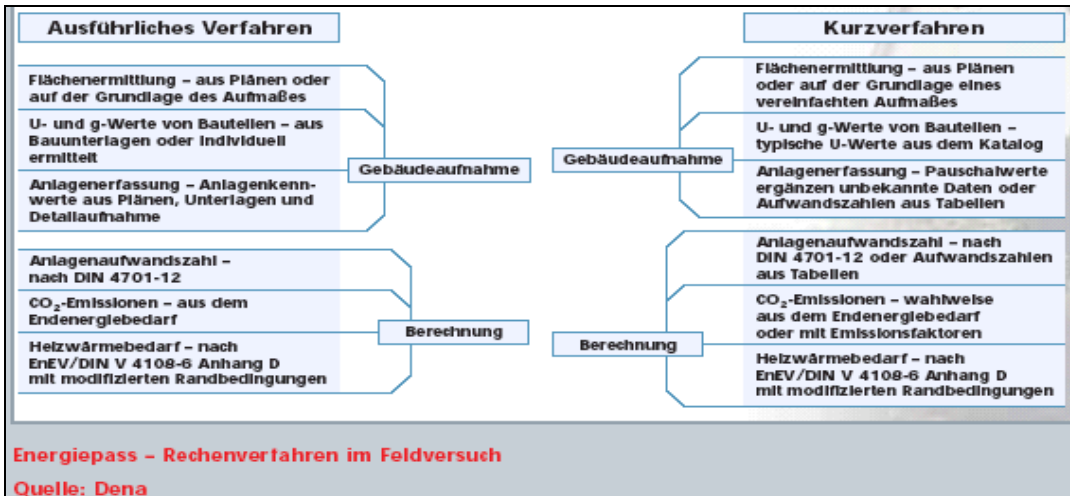 Ausführliches Verfahren
Flächenermittlung – aus Plänen oder
auf der Grundlage des Aufmaßes
U- und g-Werte von Bauteilen – aus
Bauunterlagen oder individuell
ermittelt
Anlagenerfassung – Anlagenkenn-
werte aus Plänen, Unterlagen und
Detailaufnahme
Gebäudeaufnahme
Anlagenaufwandszahl –
nach DIN 4701-12
CO₂-Emissionen – aus dem
Endenergiebedarf
Heizwärmebedarf – nach
EnEV/DIN V 4108-6 Anhang D
mit modifizierten Randbedingungen
Berechnung
Kurzverfahren
Flächenermittlung – aus Plänen
oder auf der Grundlage eines
vereinfachten Aufmaßes
U- und g-Werte von Bauteilen –
typische U-Werte aus dem Katalog
Anlagenerfassung – Pauschalwerte
ergänzen unbekannte Daten oder
Aufwandszahlen aus Tabellen
Gebäudeaufnahme
Anlagenaufwandszahl – nach
DIN 4701-12 oder Aufwandszahlen
aus Tabellen
CO₂-Emissionen – wahlweise
aus dem Endenergiebedarf
oder mit Emissionsfaktoren
Heizwärmebedarf – nach
EnEV/DIN V 4108-6 Anhang D
mit modifizierten Randbedingungen
Berechnung
Energiepass – Rechenverfahren im Feldversuch
Quelle: Dena